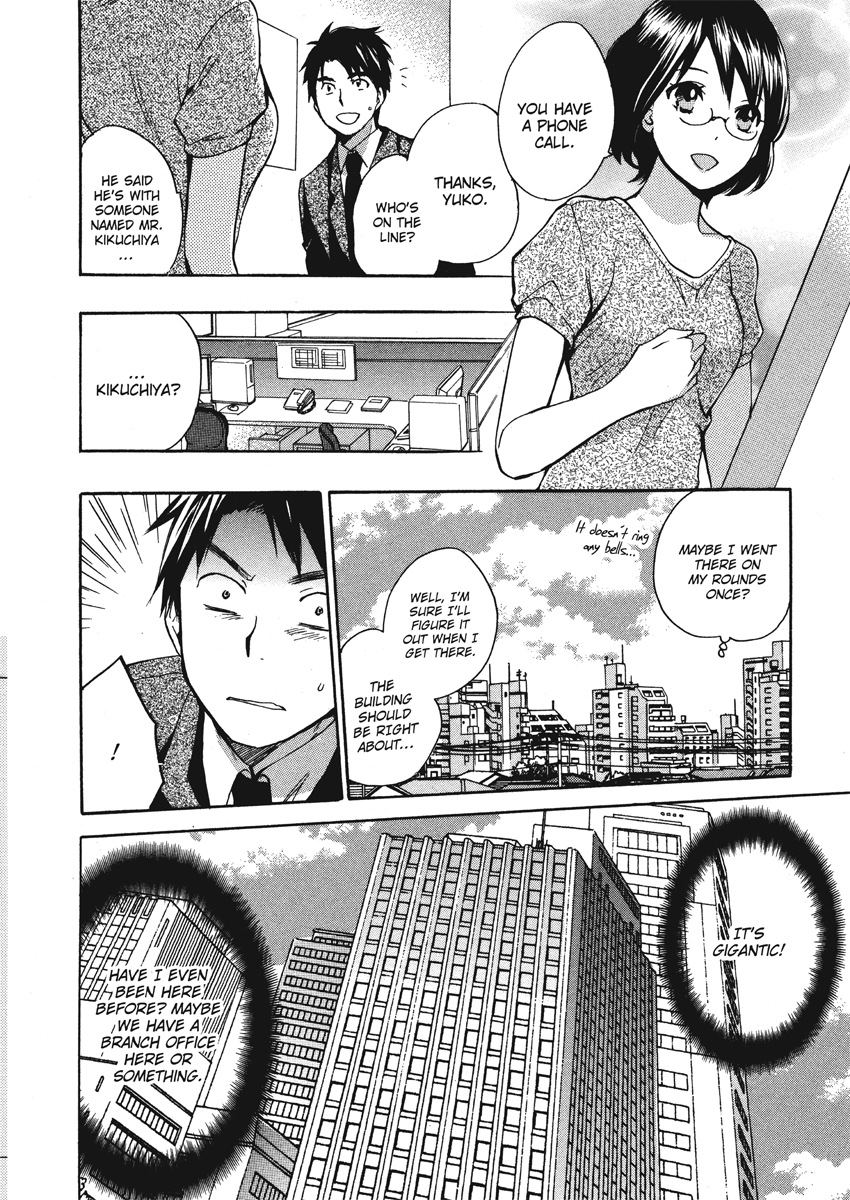 YOU HAVE
A PHONE
CALL.
THANKS,
YUKO.
WHO'S
ON THE
LINE?
HE SAID
HE'S WITH
SOMEONE
NAMED MR.
KIKUCHIYA
...
...
KIKUCHIYA?
MAYBE I WENT
THERE ON
MY ROUNDS
ONCE?
It doesn't ring
any bells...
WELL, I'M
SURE I'LL
FIGURE IT
OUT WHEN I
GET THERE.
THE
BUILDING
SHOULD
BE RIGHT
ABOUT...
!
IT'S
GIGANTIC!
HAVE I EVEN
BEEN HERE
BEFORE? MAYBE
WE HAVE A
BRANCH OFFICE
HERE OR
SOMETHING.